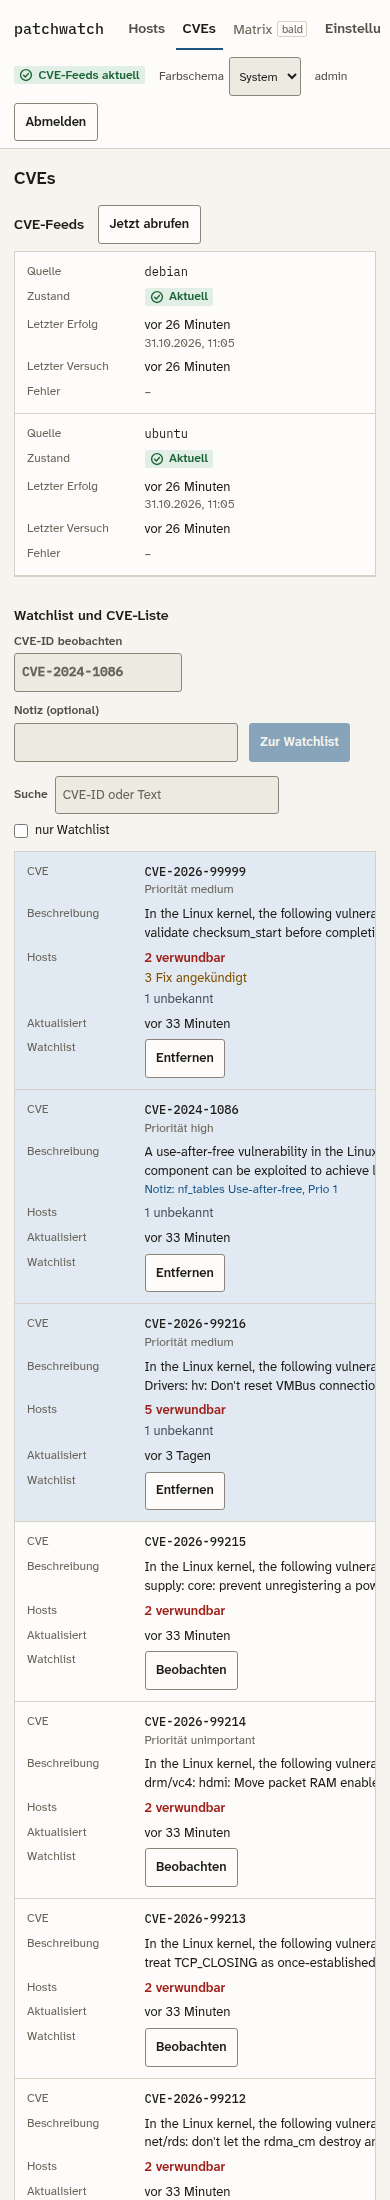 patchwatch Hosts CVEs Matrix bald Einstellu
CVE-Feeds aktuell Farbschema System admin
Abmelden
CVEs
CVE-Feeds Jetzt abrufen
Quelle debian
Zustand Aktuell
Letzter Erfolg vor 26 Minuten
31.10.2026, 11:05
Letzter Versuch vor 26 Minuten
Fehler –
Quelle ubuntu
Zustand Aktuell
Letzter Erfolg vor 26 Minuten
31.10.2026, 11:05
Letzter Versuch vor 26 Minuten
Fehler –
Watchlist und CVE-Liste
CVE-ID beobachten
CVE-2024-1086
Notiz (optional)
Zur Watchlist
Suche CVE-ID oder Text
nur Watchlist
CVE CVE-2026-99999
Priorität medium
Beschreibung In the Linux kernel, the following vulnera
validate checksum_start before completi
Hosts 2 verwundbar
3 Fix angekündigt
1 unbekannt
Aktualisiert vor 33 Minuten
Watchlist Entfernen
CVE CVE-2024-1086
Priorität high
Beschreibung A use-after-free vulnerability in the Linux
component can be exploited to achieve l
Notiz: nf_tables Use-after-free, Prio 1
Hosts 1 unbekannt
Aktualisiert vor 33 Minuten
Watchlist Entfernen
CVE CVE-2026-99216
Priorität medium
Beschreibung In the Linux kernel, the following vulnera
Drivers: hv: Don't reset VMBus connectio
Hosts 5 verwundbar
1 unbekannt
Aktualisiert vor 3 Tagen
Watchlist Entfernen
CVE CVE-2026-99215
Beschreibung In the Linux kernel, the following vulnera
supply: core: prevent unregistering a pow
Hosts 2 verwundbar
Aktualisiert vor 33 Minuten
Watchlist Beobachten
CVE CVE-2026-99214
Priorität unimportant
Beschreibung In the Linux kernel, the following vulnera
drm/vc4: hdmi: Move packet RAM enable
Hosts 2 verwundbar
Aktualisiert vor 33 Minuten
Watchlist Beobachten
CVE CVE-2026-99213
Beschreibung In the Linux kernel, the following vulnera
treat TCP_CLOSING as once-established
Hosts 2 verwundbar
Aktualisiert vor 33 Minuten
Watchlist Beobachten
CVE CVE-2026-99212
Beschreibung In the Linux kernel, the following vulnera
net/rds: don't let the rdma_cm destroy ar
Hosts 2 verwundbar
Aktualisiert vor 33 Minuten